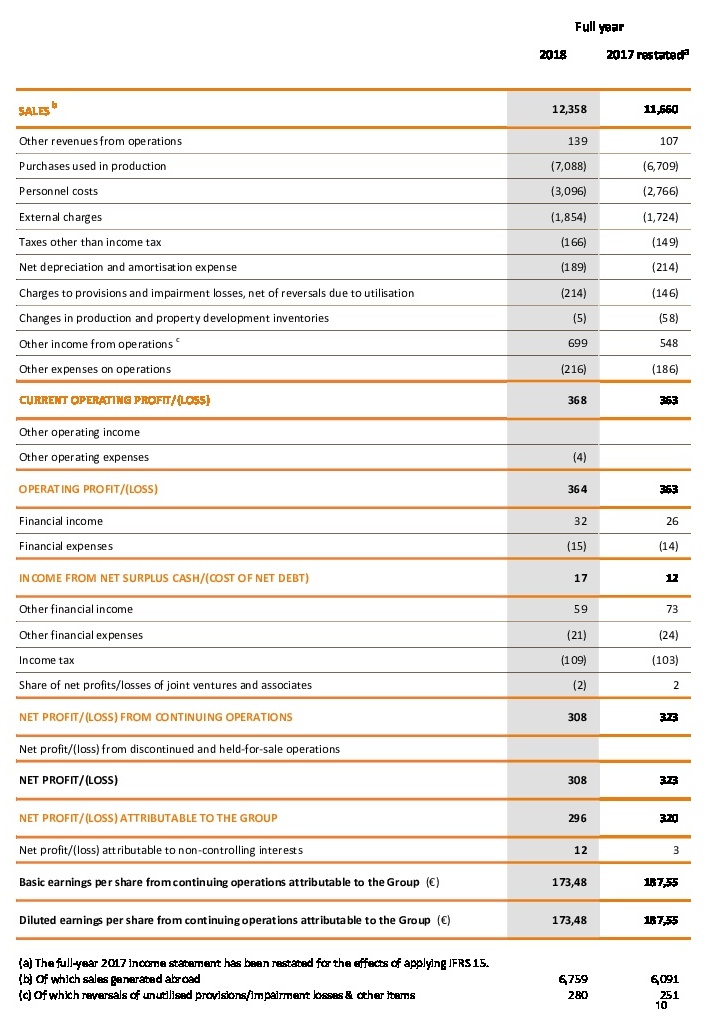 Full year
2018 2017 restated a
SALES b 12,358 11,660
Other revenues from operations 139 107
Purchases used in production (7,088) (6,709)
Personnel costs (3,096) (2,766)
External charges (1,854) (1,724)
Taxes other than income tax (166) (149)
Net depreciation and amortisation expense (189) (214)
Charges to provisions and impairment losses, net of reversals due to utilisation (214) (146)
Changes in production and property development inventories (5) (58)
Other income from operations c 699 548
Other expenses on operations (216) (186)
CURRENT OPERATING PROFIT/(LOSS) 368 363
Other operating income
Other operating expenses (4)
OPERATING PROFIT/(LOSS) 364 363
Financial income 32 26
Financial expenses (15) (14)
INCOME FROM NET SURPLUS CASH/(COST OF NET DEBT) 17 12
Other financial income 59 73
Other financial expenses (21) (24)
Income tax (109) (103)
Share of net profits/losses of joint ventures and associates (2) 2
NET PROFIT/(LOSS) FROM CONTINUING OPERATIONS 308 323
Net profit/(loss) from discontinued and held-for-sale operations
NET PROFIT/(LOSS) 308 323
NET PROFIT/(LOSS) ATTRIBUTABLE TO THE GROUP 296 320
Net profit/(loss) attributable to non-controlling interests 12 3
Basic earnings per share from continuing operations attributable to the Group (€) 173,48 187,55
Diluted earnings per share from continuing operations attributable to the Group (€) 173,48 187,55
(a) The full-year 2017 income statement has been restated for the effects of applying IFRS 15.
(b) Of which sales generated abroad 6,759 6,091
(c) Of which reversals of unutilised provisions/impairment losses & other items 280 251
10